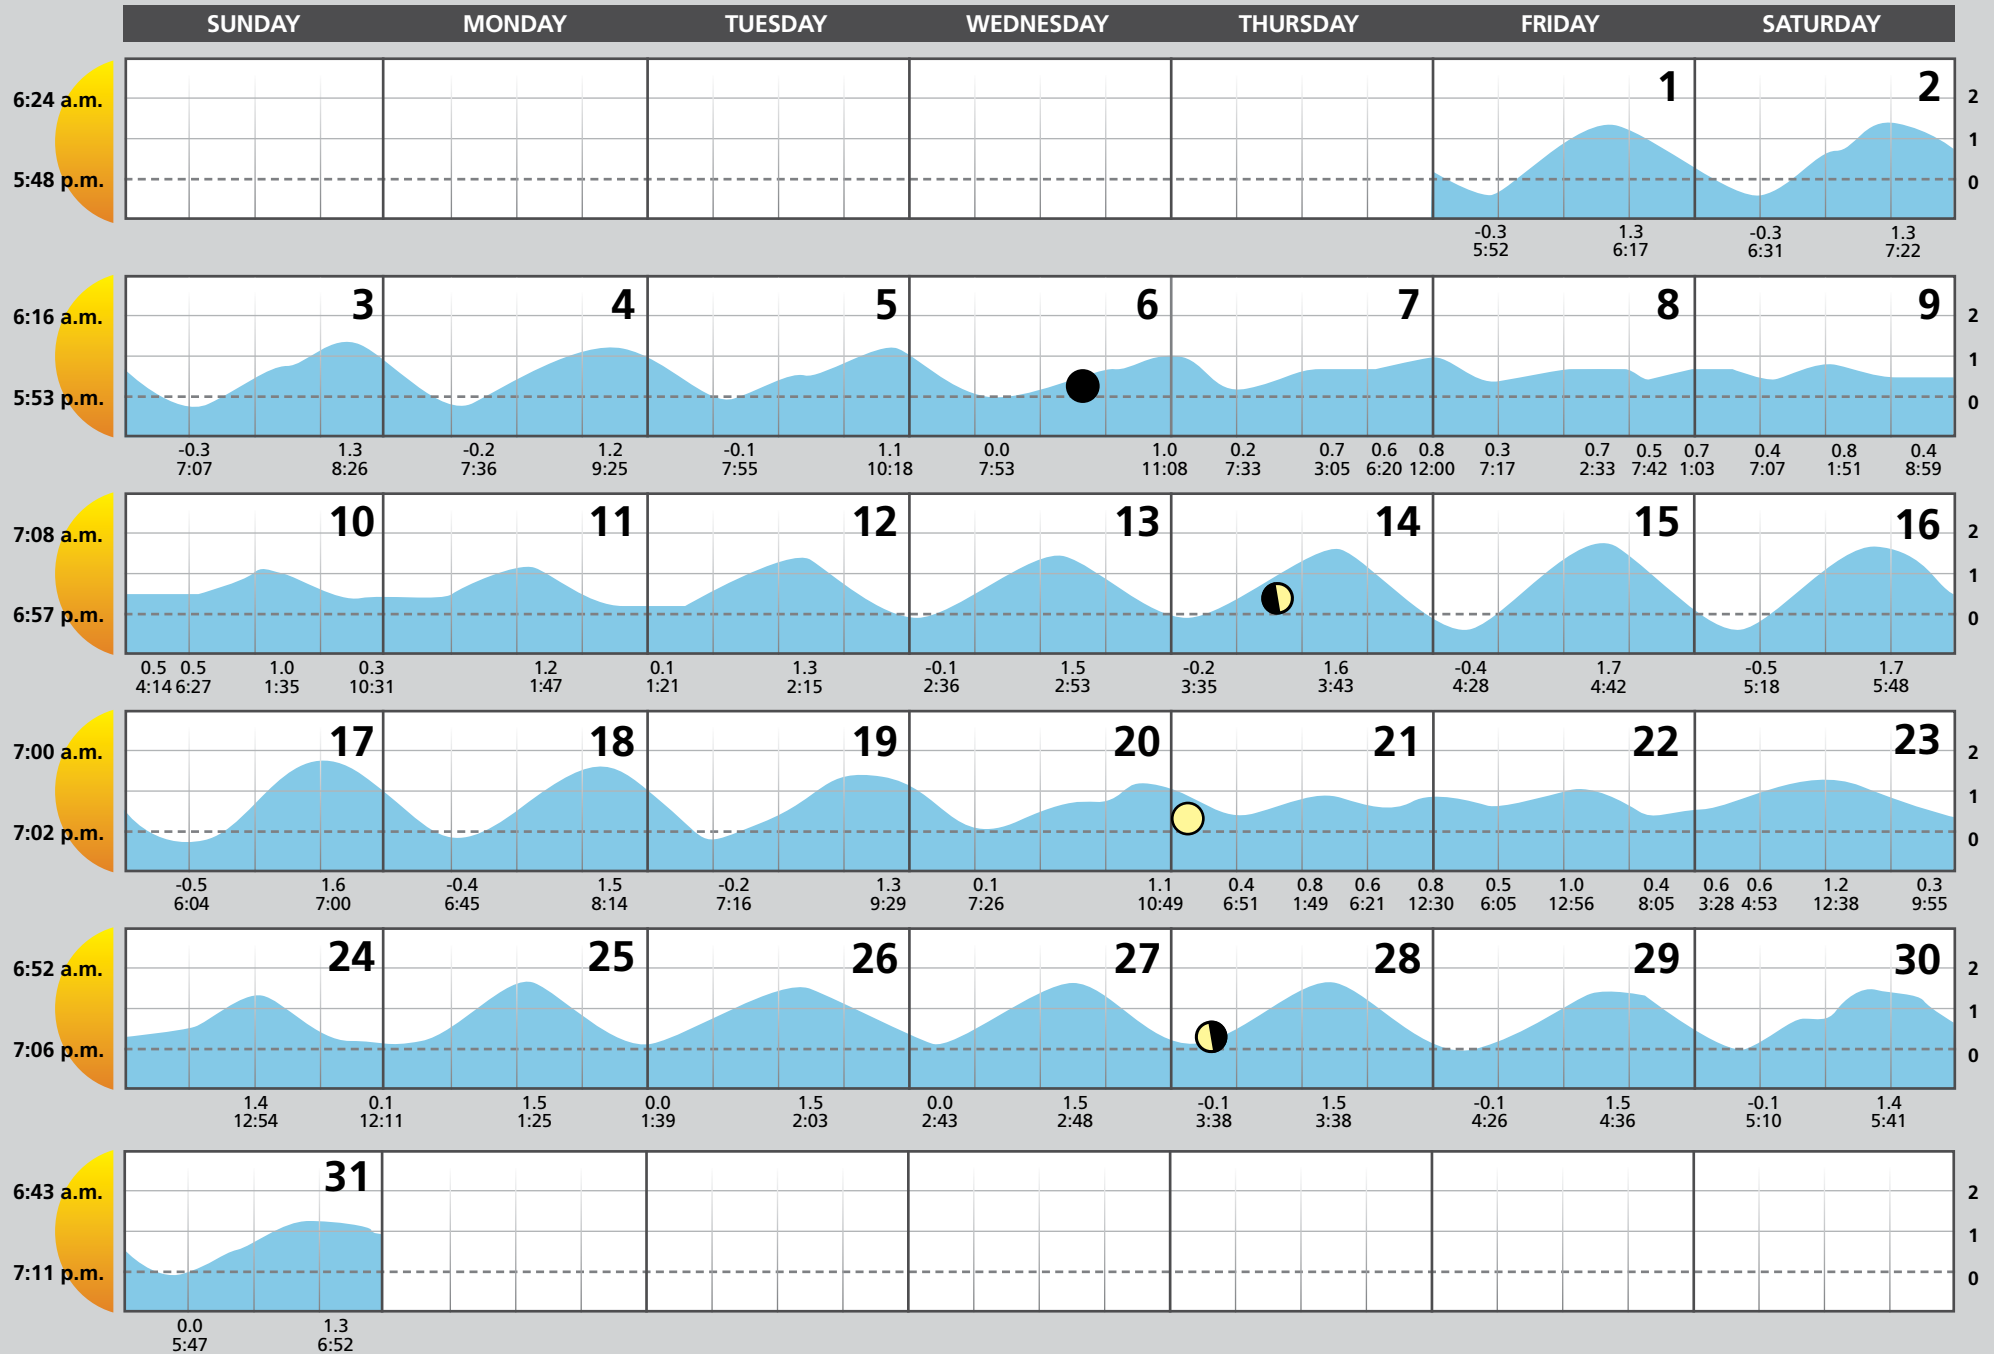 SUNDAY MONDAY TUESDAY WEDNESDAY THURSDAY FRIDAY SATURDAY
1 2
6:24 a.m. 2
1
5:48 p.m. 0
-0.3 1.3 -0.3 1.3
5:52 6:17 6:31 7:22
3 4 5 6 7 8 9
6:16 a.m. 2
1
5:53 p.m. 0
-0.3 1.3 -0.2 1.2 -0.1 1.1 0.0 1.0 0.2 0.7 0.6 0.8 0.3 0.7 0.5 0.7 0.4 0.8 0.4
7:07 8:26 7:36 9:25 7:55 10:18 7:53 11:08 7:33 3:05 6:20 12:00 7:17 2:33 7:42 1:03 7:07 1:51 8:59
10 11 12 13 14 15 16
7:08 a.m. 2
1
6:57 p.m. 0
0.5 0.5 1.0 0.3 1.2 0.1 1.3 -0.1 1.5 -0.2 1.6 -0.4 1.7 -0.5 1.7
4:14 6:27 1:35 10:31 1:47 1:21 2:15 2:36 2:53 3:35 3:43 4:28 4:42 5:18 5:48
17 18 19 20 21 22 23
7:00 a.m. 2
1
7:02 p.m. 0
-0.5 1.6 -0.4 1.5 -0.2 1.3 0.1 1.1 0.4 0.8 0.6 0.8 0.5 1.0 0.4 0.6 0.6 1.2 0.3
6:04 7:00 6:45 8:14 7:16 9:29 7:26 10:49 6:51 1:49 6:21 12:30 6:05 12:56 8:05 3:28 4:53 12:38 9:55
24 25 26 27 28 29 30
6:52 a.m. 2
1
7:06 p.m. 0
1.4 0.1 1.5 0.0 1.5 0.0 1.5 -0.1 1.5 -0.1 1.5 -0.1 1.4
12:54 12:11 1:25 1:39 2:03 2:43 2:48 3:38 3:38 4:26 4:36 5:10 5:41
31
6:43 a.m. 2
1
7:11 p.m. 0
0.0 1.3
5:47 6:52